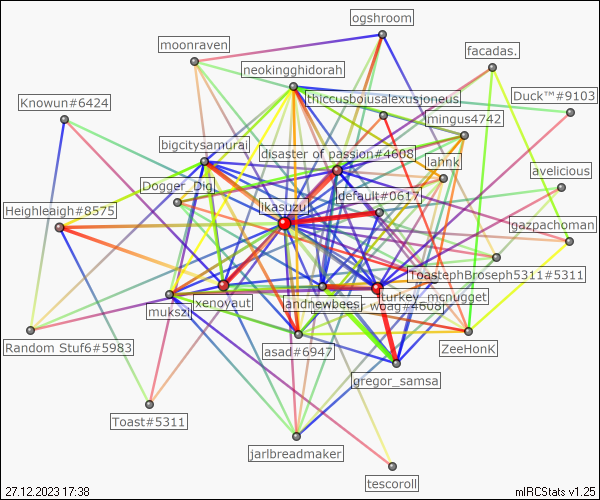 ogshroom
moonraven
facadas.
neokingghidorah
Knowun#6424
thiccusboiusalexusjoneus
Duck™#9103
mingus4742
bigcitysamurai
disaster of passion#4608
lahnk
avelicious
Dogger_Dig
default#0617
ikasuzu
Heighleaigh#8575
gazpachoman
ToastephBroseph5311#5311
xenoyaut
andnewbees
turkey_mcnugget
mukszi
woag#4608
Random Stuf6#5983
asad#6947
ZeeHonK
gregor_samsa
Toast#5311
jarlbreadmaker
tescoroll
27.12.2023 17:38
mIRCStats v1.25